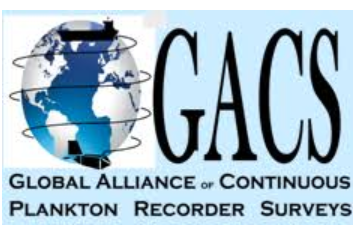 GACS
GLOBAL ALLIANCE OF CONTINUOUS
PLANKTON RECORDER SURVEYS